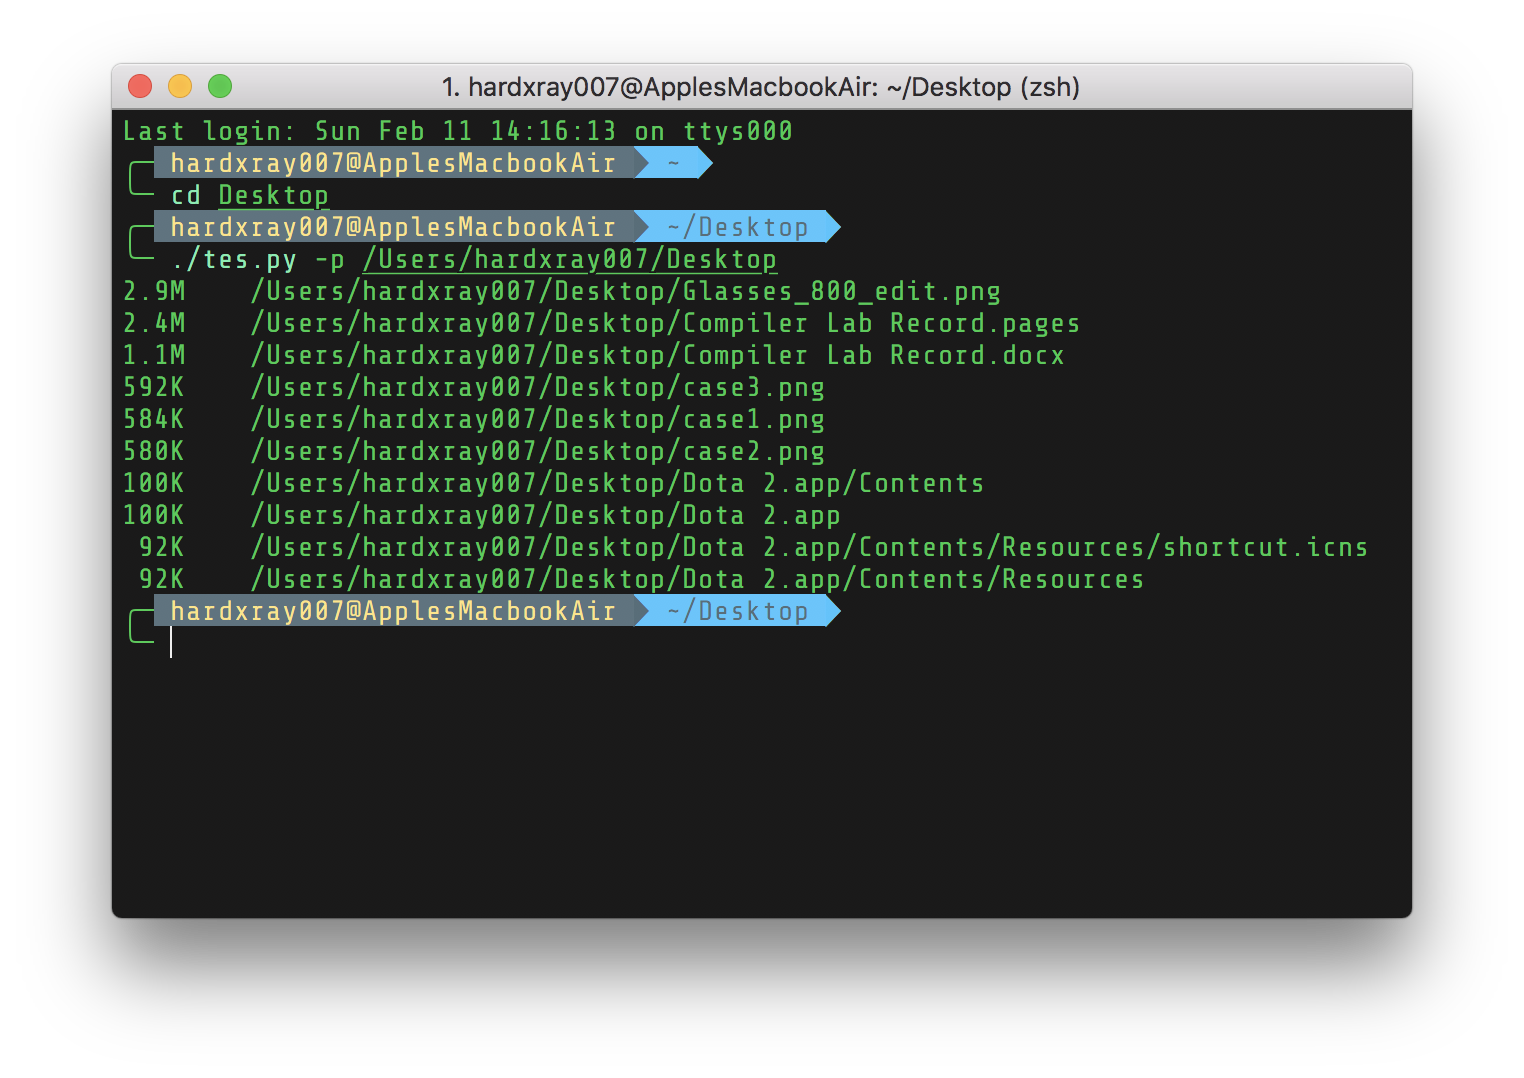 1. hardxray007@ApplesMacbookAir: ~/Desktop (zsh)
Last login: Sun Feb 11 14:16:13 on ttys000
hardxray007@ApplesMacbookAir ~
cd Desktop
hardxray007@ApplesMacbookAir ~/Desktop
./tes.py -p /Users/hardxray007/Desktop
2.9M    /Users/hardxray007/Desktop/Glasses_800_edit.png
2.4M    /Users/hardxray007/Desktop/Compiler Lab Record.pages
1.1M    /Users/hardxray007/Desktop/Compiler Lab Record.docx
592K    /Users/hardxray007/Desktop/case3.png
584K    /Users/hardxray007/Desktop/case1.png
580K    /Users/hardxray007/Desktop/case2.png
100K    /Users/hardxray007/Desktop/Dota 2.app/Contents
100K    /Users/hardxray007/Desktop/Dota 2.app
 92K    /Users/hardxray007/Desktop/Dota 2.app/Contents/Resources/shortcut.icns
 92K    /Users/hardxray007/Desktop/Dota 2.app/Contents/Resources
hardxray007@ApplesMacbookAir ~/Desktop